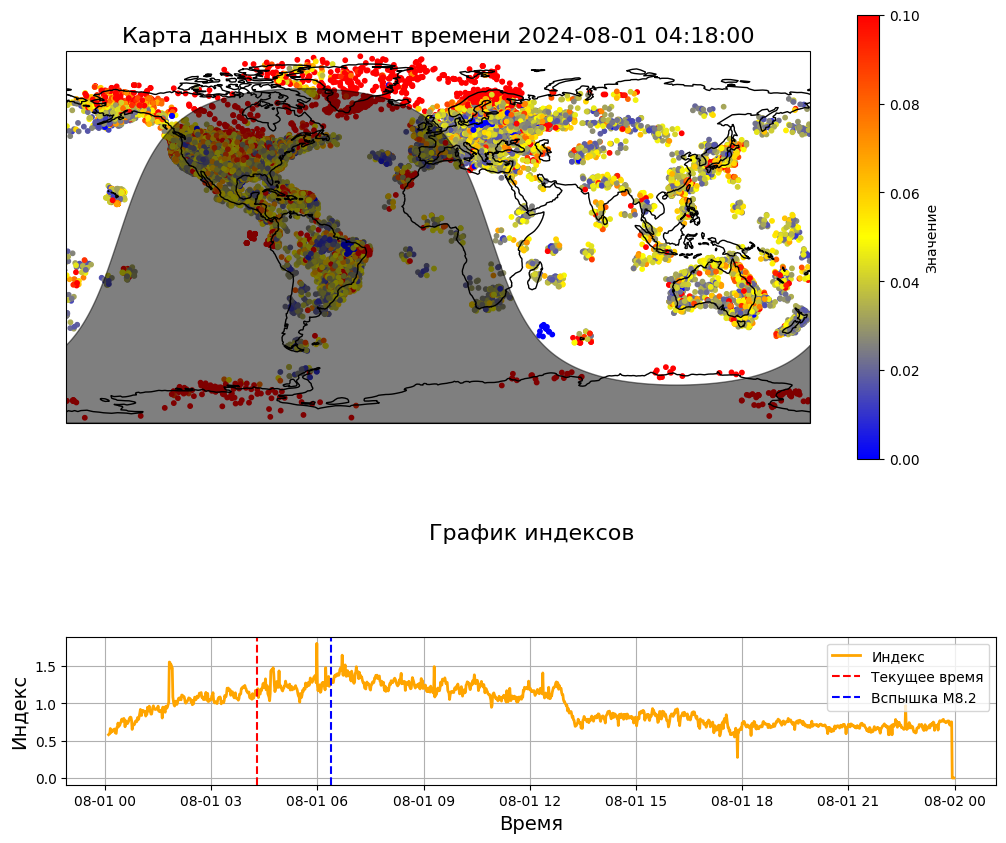 Карта данных в момент времени 2024-08-01 04:18:00
0.10
0.08
0.06
0.04
0.02
0.00
Значение
График индексов
Индекс
1.5
1.0
0.5
0.0
Индекс
Текущее время
Вспышка M8.2
08-01 00
08-01 03
08-01 06
08-01 09
08-01 12
08-01 15
08-01 18
08-01 21
08-02 00
Время